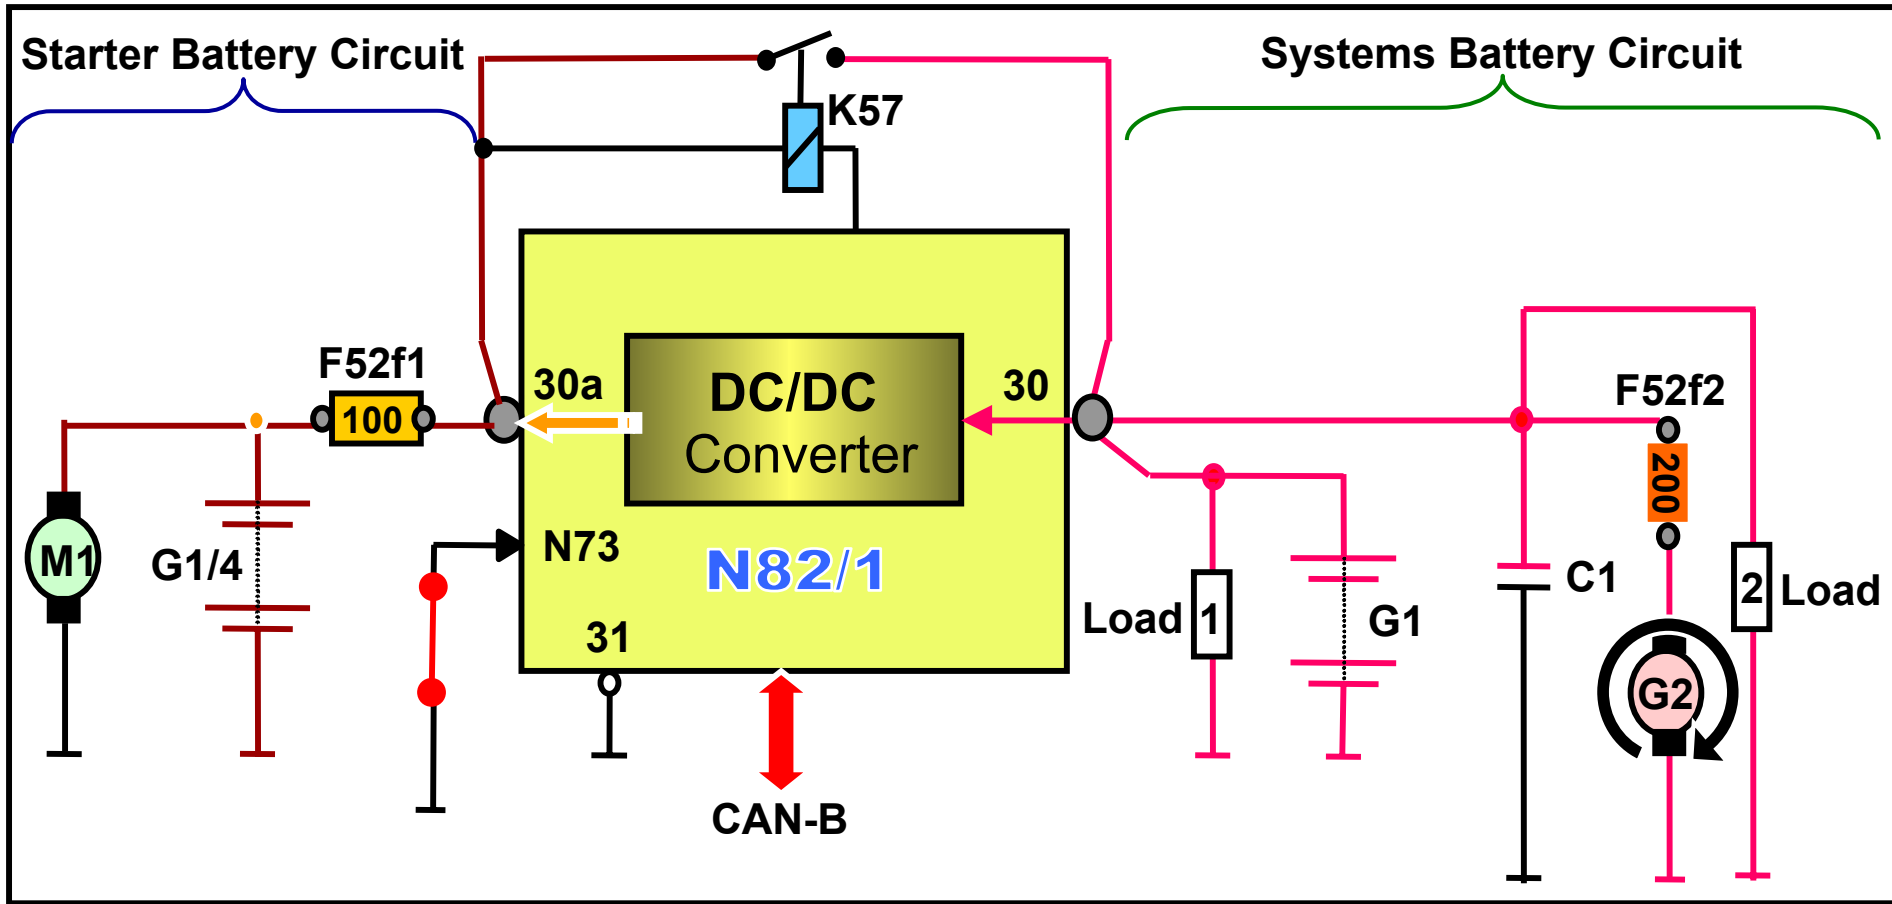 Starter Battery Circuit
Systems Battery Circuit
K57
F52f1
100
30a
DC/DC
Converter
30
F52f2
200
M1
G1/4
N73
N82/1
31
Load
1
G1
C1
2
Load
G2
CAN-B